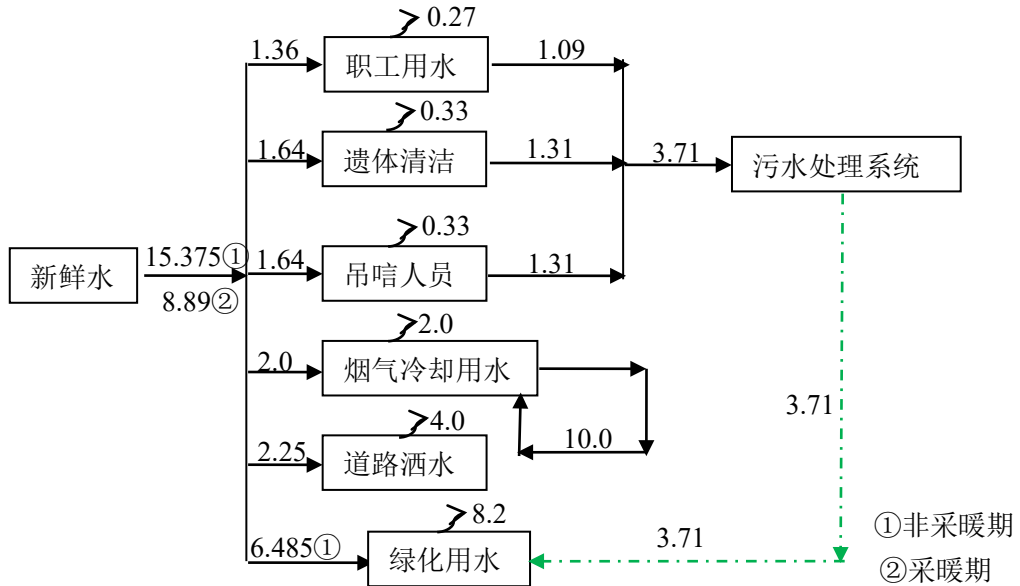 0.27
1.36
职工用水
1.09
0.33
1.64
遗体清洁
1.31
3.71
污水处理系统
0.33
新鲜水
15.375①
8.89②
1.64
吊唁人员
1.31
2.0
2.0
烟气冷却用水
10.0
3.71
4.0
2.25
道路洒水
8.2
6.485①
绿化用水
3.71
①非采暖期
②采暖期